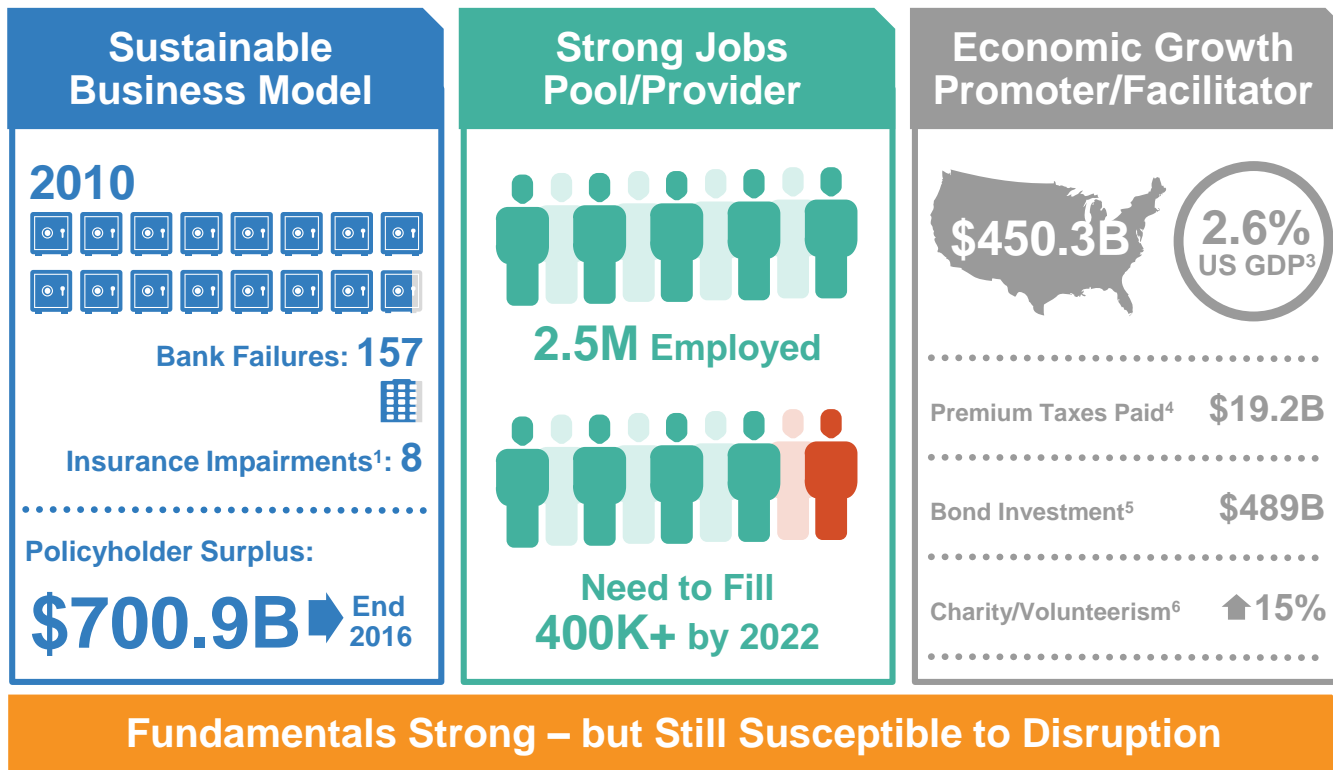 Sustainable
Business Model
2010
Bank Failures: 157
Insurance Impairments¹: 8
Policyholder Surplus:
$700.9B End
2016
Strong Jobs
Pool/Provider
2.5M Employed
Need to Fill
400K+ by 2022
Economic Growth
Promoter/Facilitator
$450.3B
2.6%
US GDP³
Premium Taxes Paid⁴ $19.2B
Bond Investment⁵ $489B
Charity/Volunteerism⁶ 15%
Fundamentals Strong – but Still Susceptible to Disruption